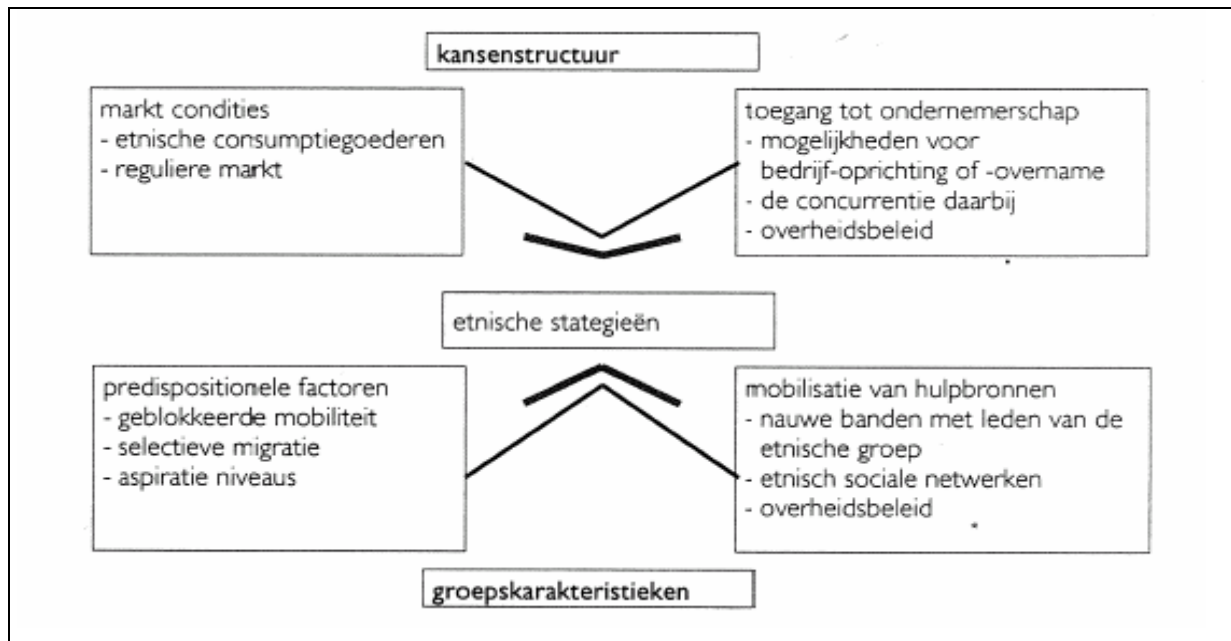 kansenstructuur
markt condities
- etnische consumptiegoederen
- reguliere markt
toegang tot ondernemerschap
- mogelijkheden voor
bedrijf-oprichting of -overname
- de concurrentie daarbij
- overheidsbeleid
etnische stategieën
predispositionele factoren
- geblokkeerde mobiliteit
- selectieve migratie
- aspiratie niveaus
mobilisatie van hulpbronnen
- nauwe banden met leden van de
etnische groep
- etnisch sociale netwerken
- overheidsbeleid
groepskarakteristieken